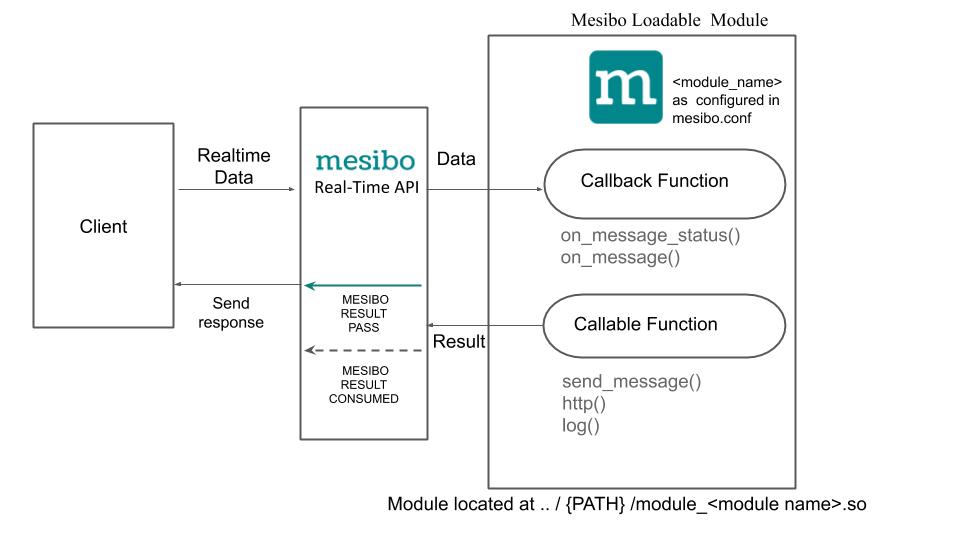 Mesibo Loadable Module
m
<module_name>
as configured in
mesibo.conf
Realtime
Data
mesibo
Real-Time API
Data
Callback Function
Client
on_message_status()
on_message()
Send
response
MESIBO
RESULT
PASS
Callable Function
Result
MESIBO
RESULT
CONSUMED
send_message()
http()
log()
Module located at .. / {PATH} /module_<module name>.so